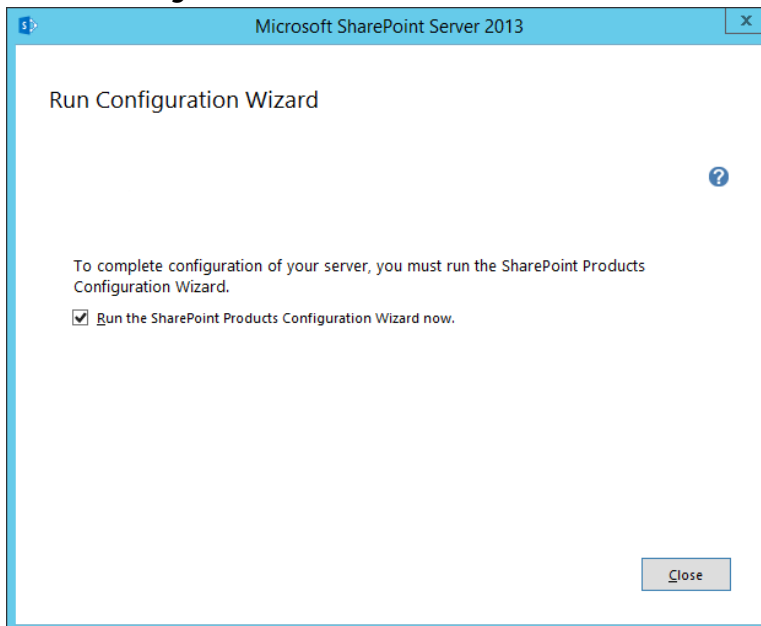 Microsoft SharePoint Server 2013
x
Run Configuration Wizard
?
To complete configuration of your server, you must run the SharePoint Products
Configuration Wizard.
Run the SharePoint Products Configuration Wizard now.
Close